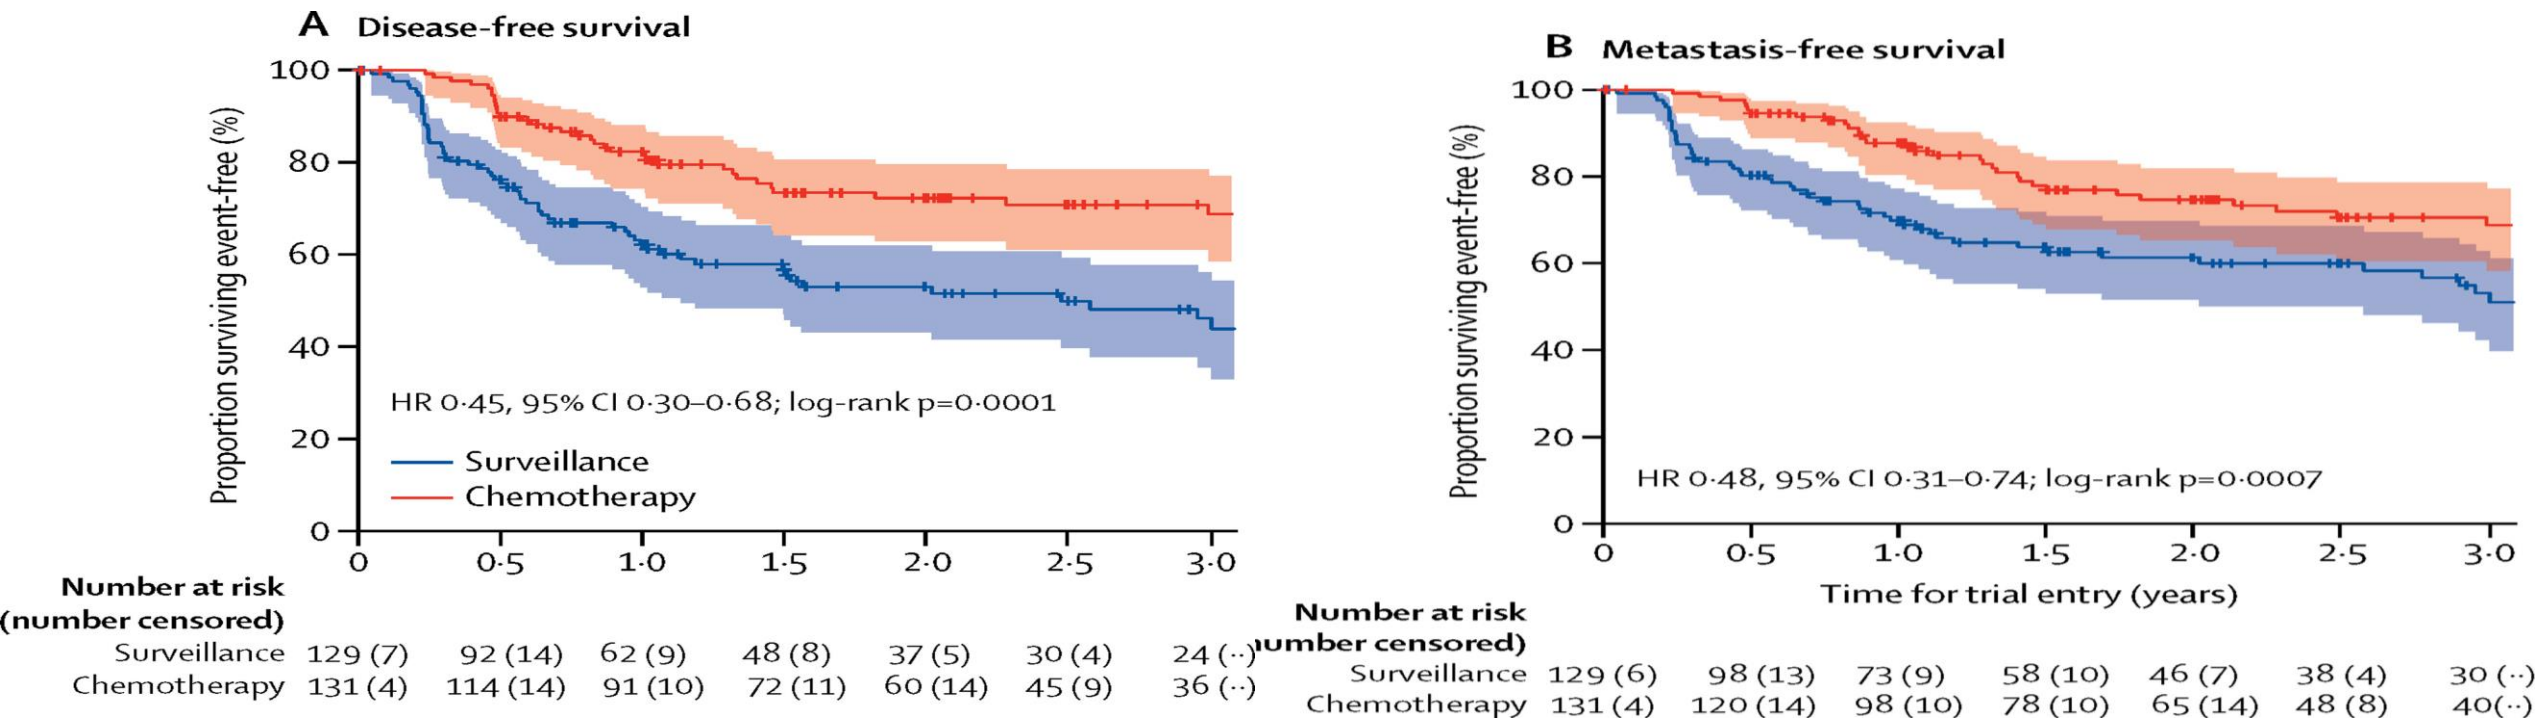 A Disease-free survival
Proportion surviving event-free (%)
100
80
60
40
20
0
HR 0·45, 95% CI 0·30–0·68; log-rank p=0·0001
Surveillance
Chemotherapy
0 0·5 1·0 1·5 2·0 2·5 3·0
Number at risk
(number censored)
Surveillance 129 (7) 92 (14) 62 (9) 48 (8) 37 (5) 30 (4) 24 (··)
Chemotherapy 131 (4) 114 (14) 91 (10) 72 (11) 60 (14) 45 (9) 36 (··)
B Metastasis-free survival
Proportion surviving event-free (%)
100
80
60
40
20
0
HR 0·48, 95% CI 0·31–0·74; log-rank p=0·0007
0 0·5 1·0 1·5 2·0 2·5 3·0
Time for trial entry (years)
Number at risk
number censored)
Surveillance 129 (6) 98 (13) 73 (9) 58 (10) 46 (7) 38 (4) 30 (··)
Chemotherapy 131 (4) 120 (14) 98 (10) 78 (10) 65 (14) 48 (8) 40(··)